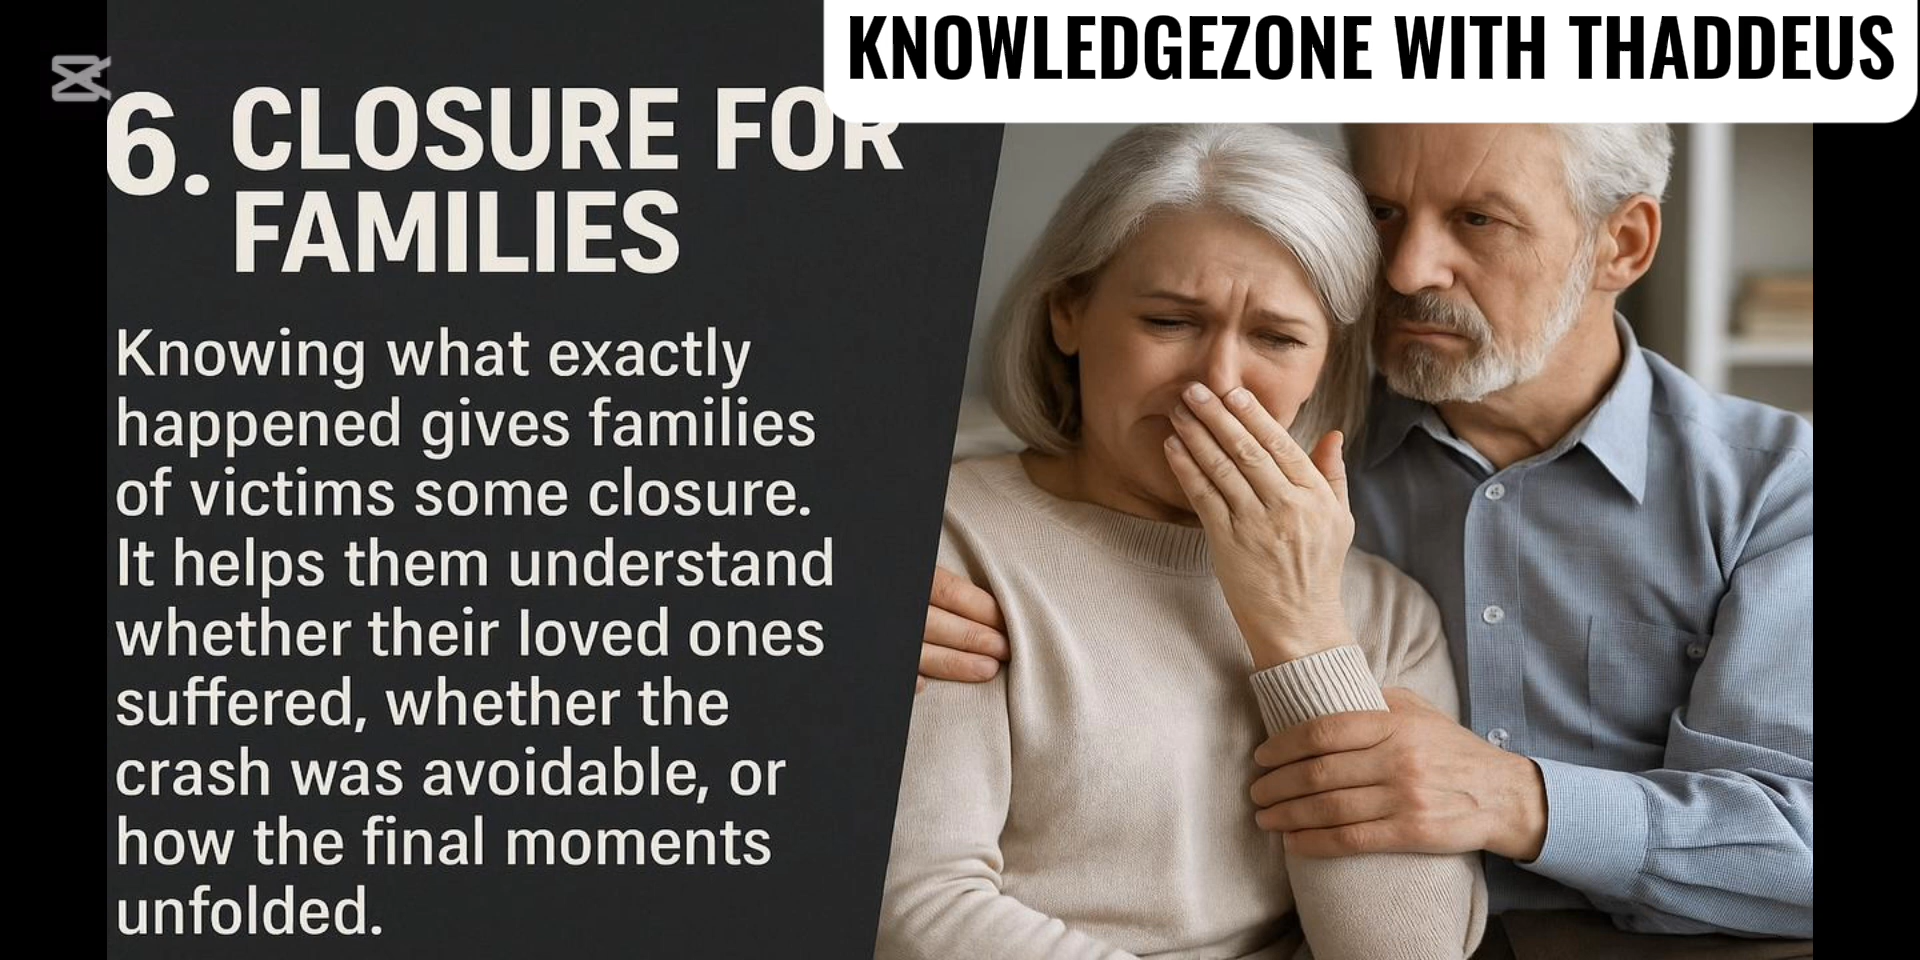 KNOWLEDGEZONE WITH THADDEUS
6. CLOSURE FOR
FAMILIES
Knowing what exactly
happened gives families
of victims some closure.
It helps them understand
whether their loved ones
suffered, whether the
crash was avoidable, or
how the final moments
unfolded.